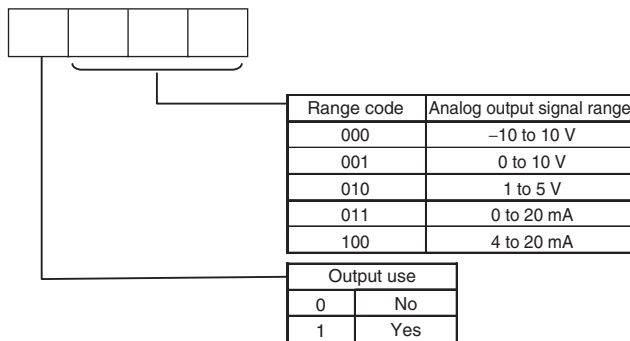 Range code Analog output signal range
000 –10 to 10 V
001 0 to 10 V
010 1 to 5 V
011 0 to 20 mA
100 4 to 20 mA
Output use
0 No
1 Yes